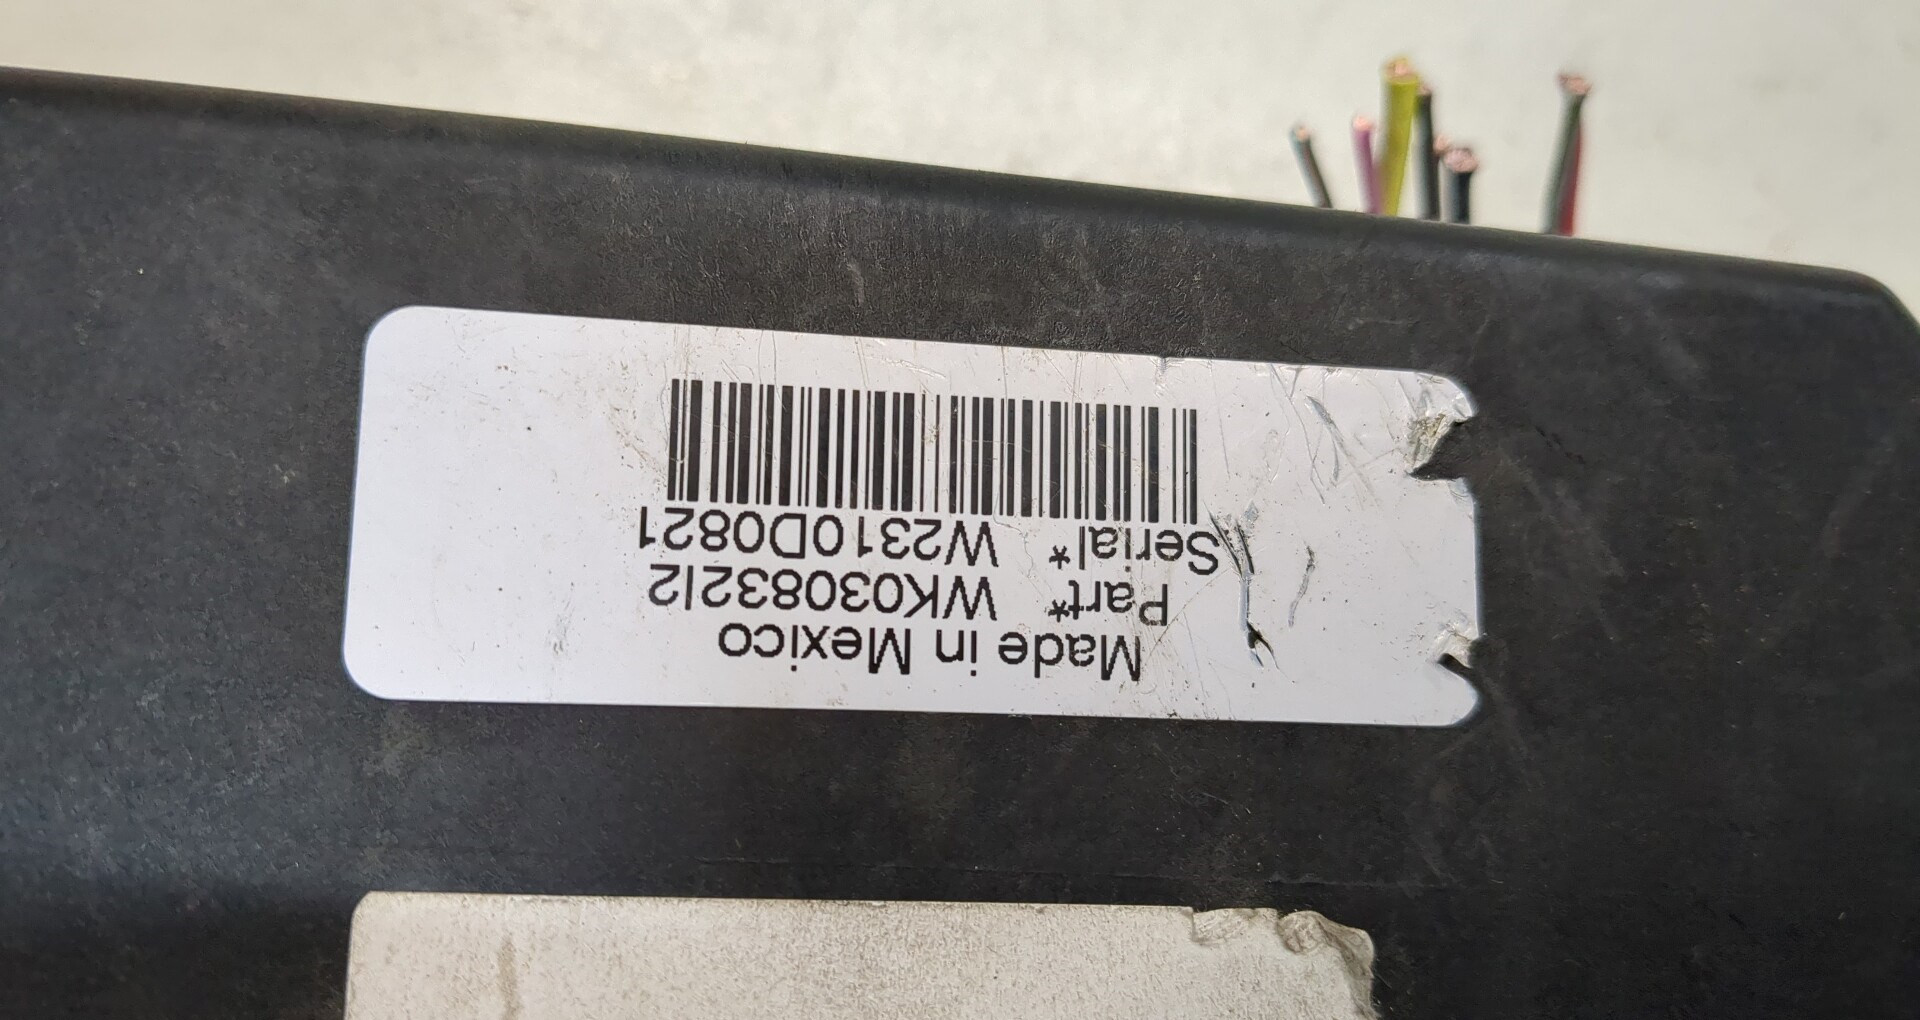 Made in Mexico
Part* WK030832I2
Serial* W2310D0821